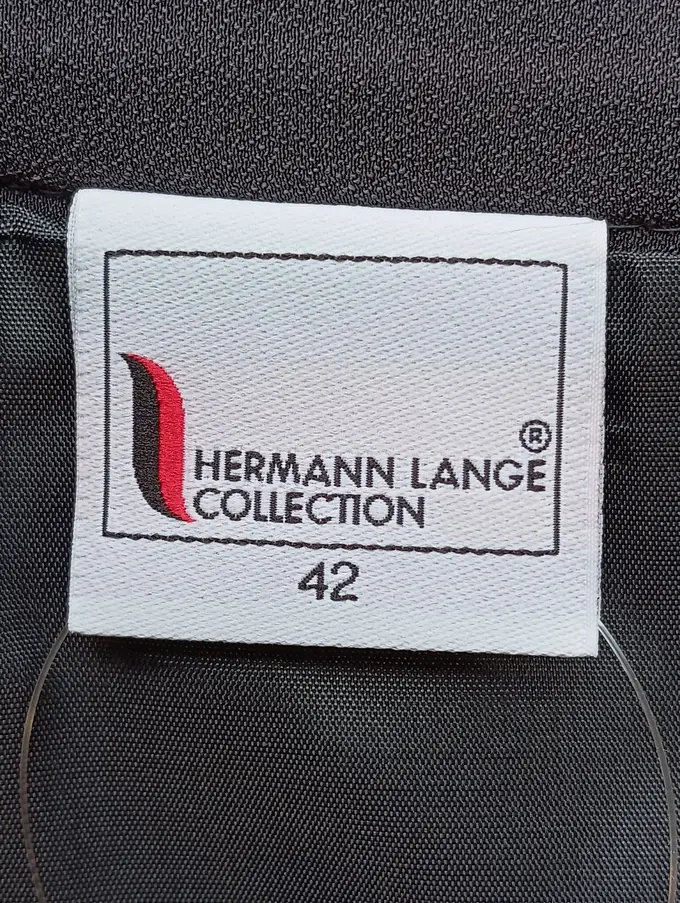 ®
HERMANN LANGE
COLLECTION
42